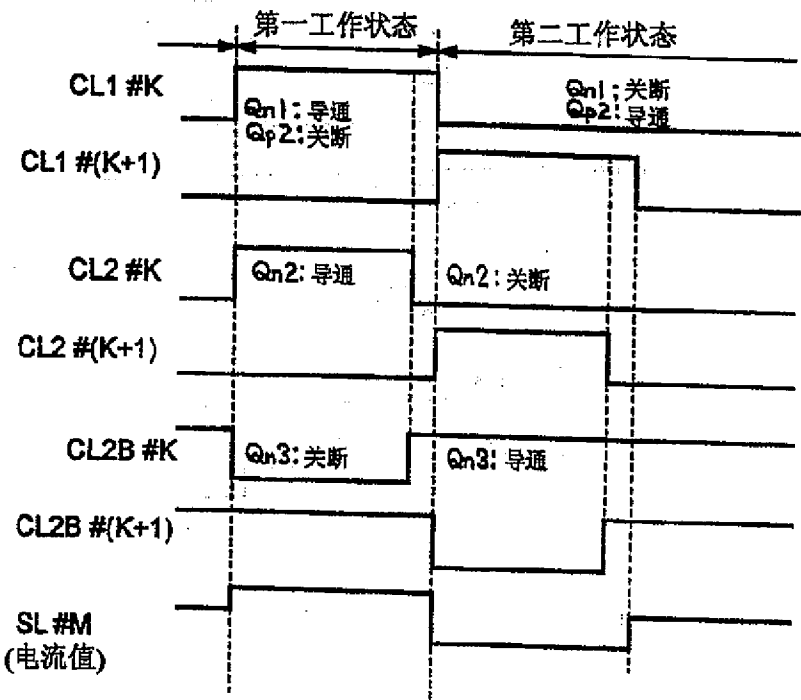 第一工作状态
第二工作状态
CL1 #K
Qn1: 导通
Qp2: 关断
Qn1: 关断
Qp2: 导通
CL1 #(K+1)
CL2 #K
Qn2: 导通
Qn2: 关断
CL2 #(K+1)
CL2B #K
Qn3: 关断
Qn3: 导通
CL2B #(K+1)
SL #M
(电流值)